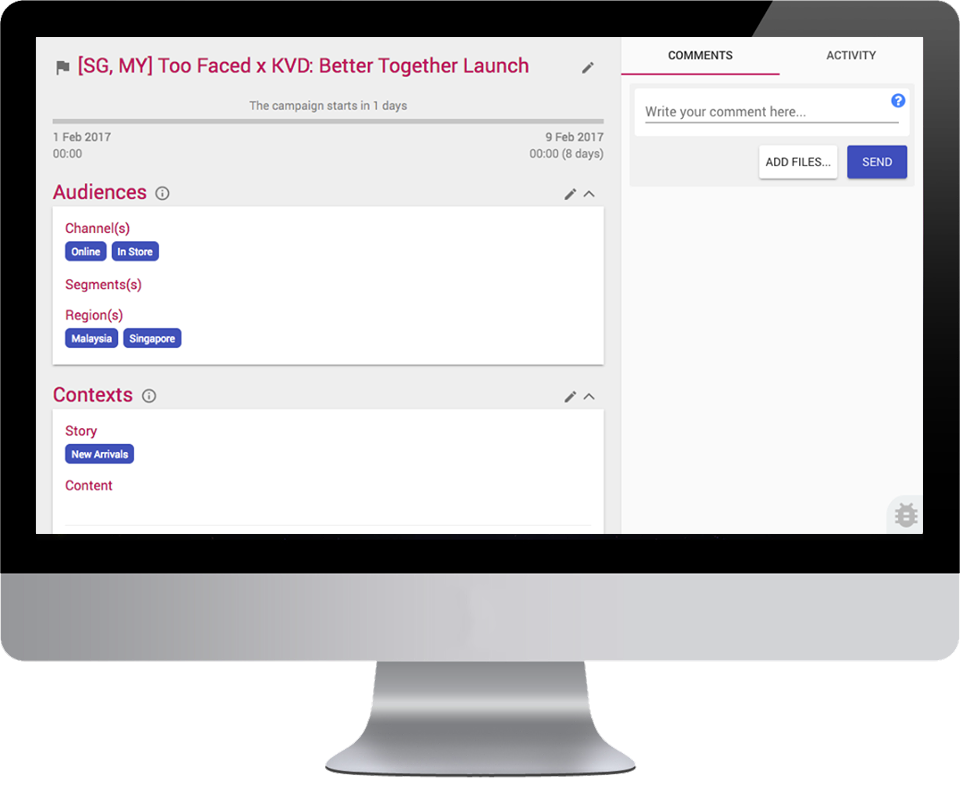 [SG, MY] Too Faced x KVD: Better Together Launch
The campaign starts in 1 days
1 Feb 2017
00:00
9 Feb 2017
00:00 (8 days)
Audiences
Channel(s)
Online
In Store
Segments(s)
Region(s)
Malaysia
Singapore
Contexts
Story
New Arrivals
Content
COMMENTS
ACTIVITY
Write your comment here...
?
ADD FILES...
SEND